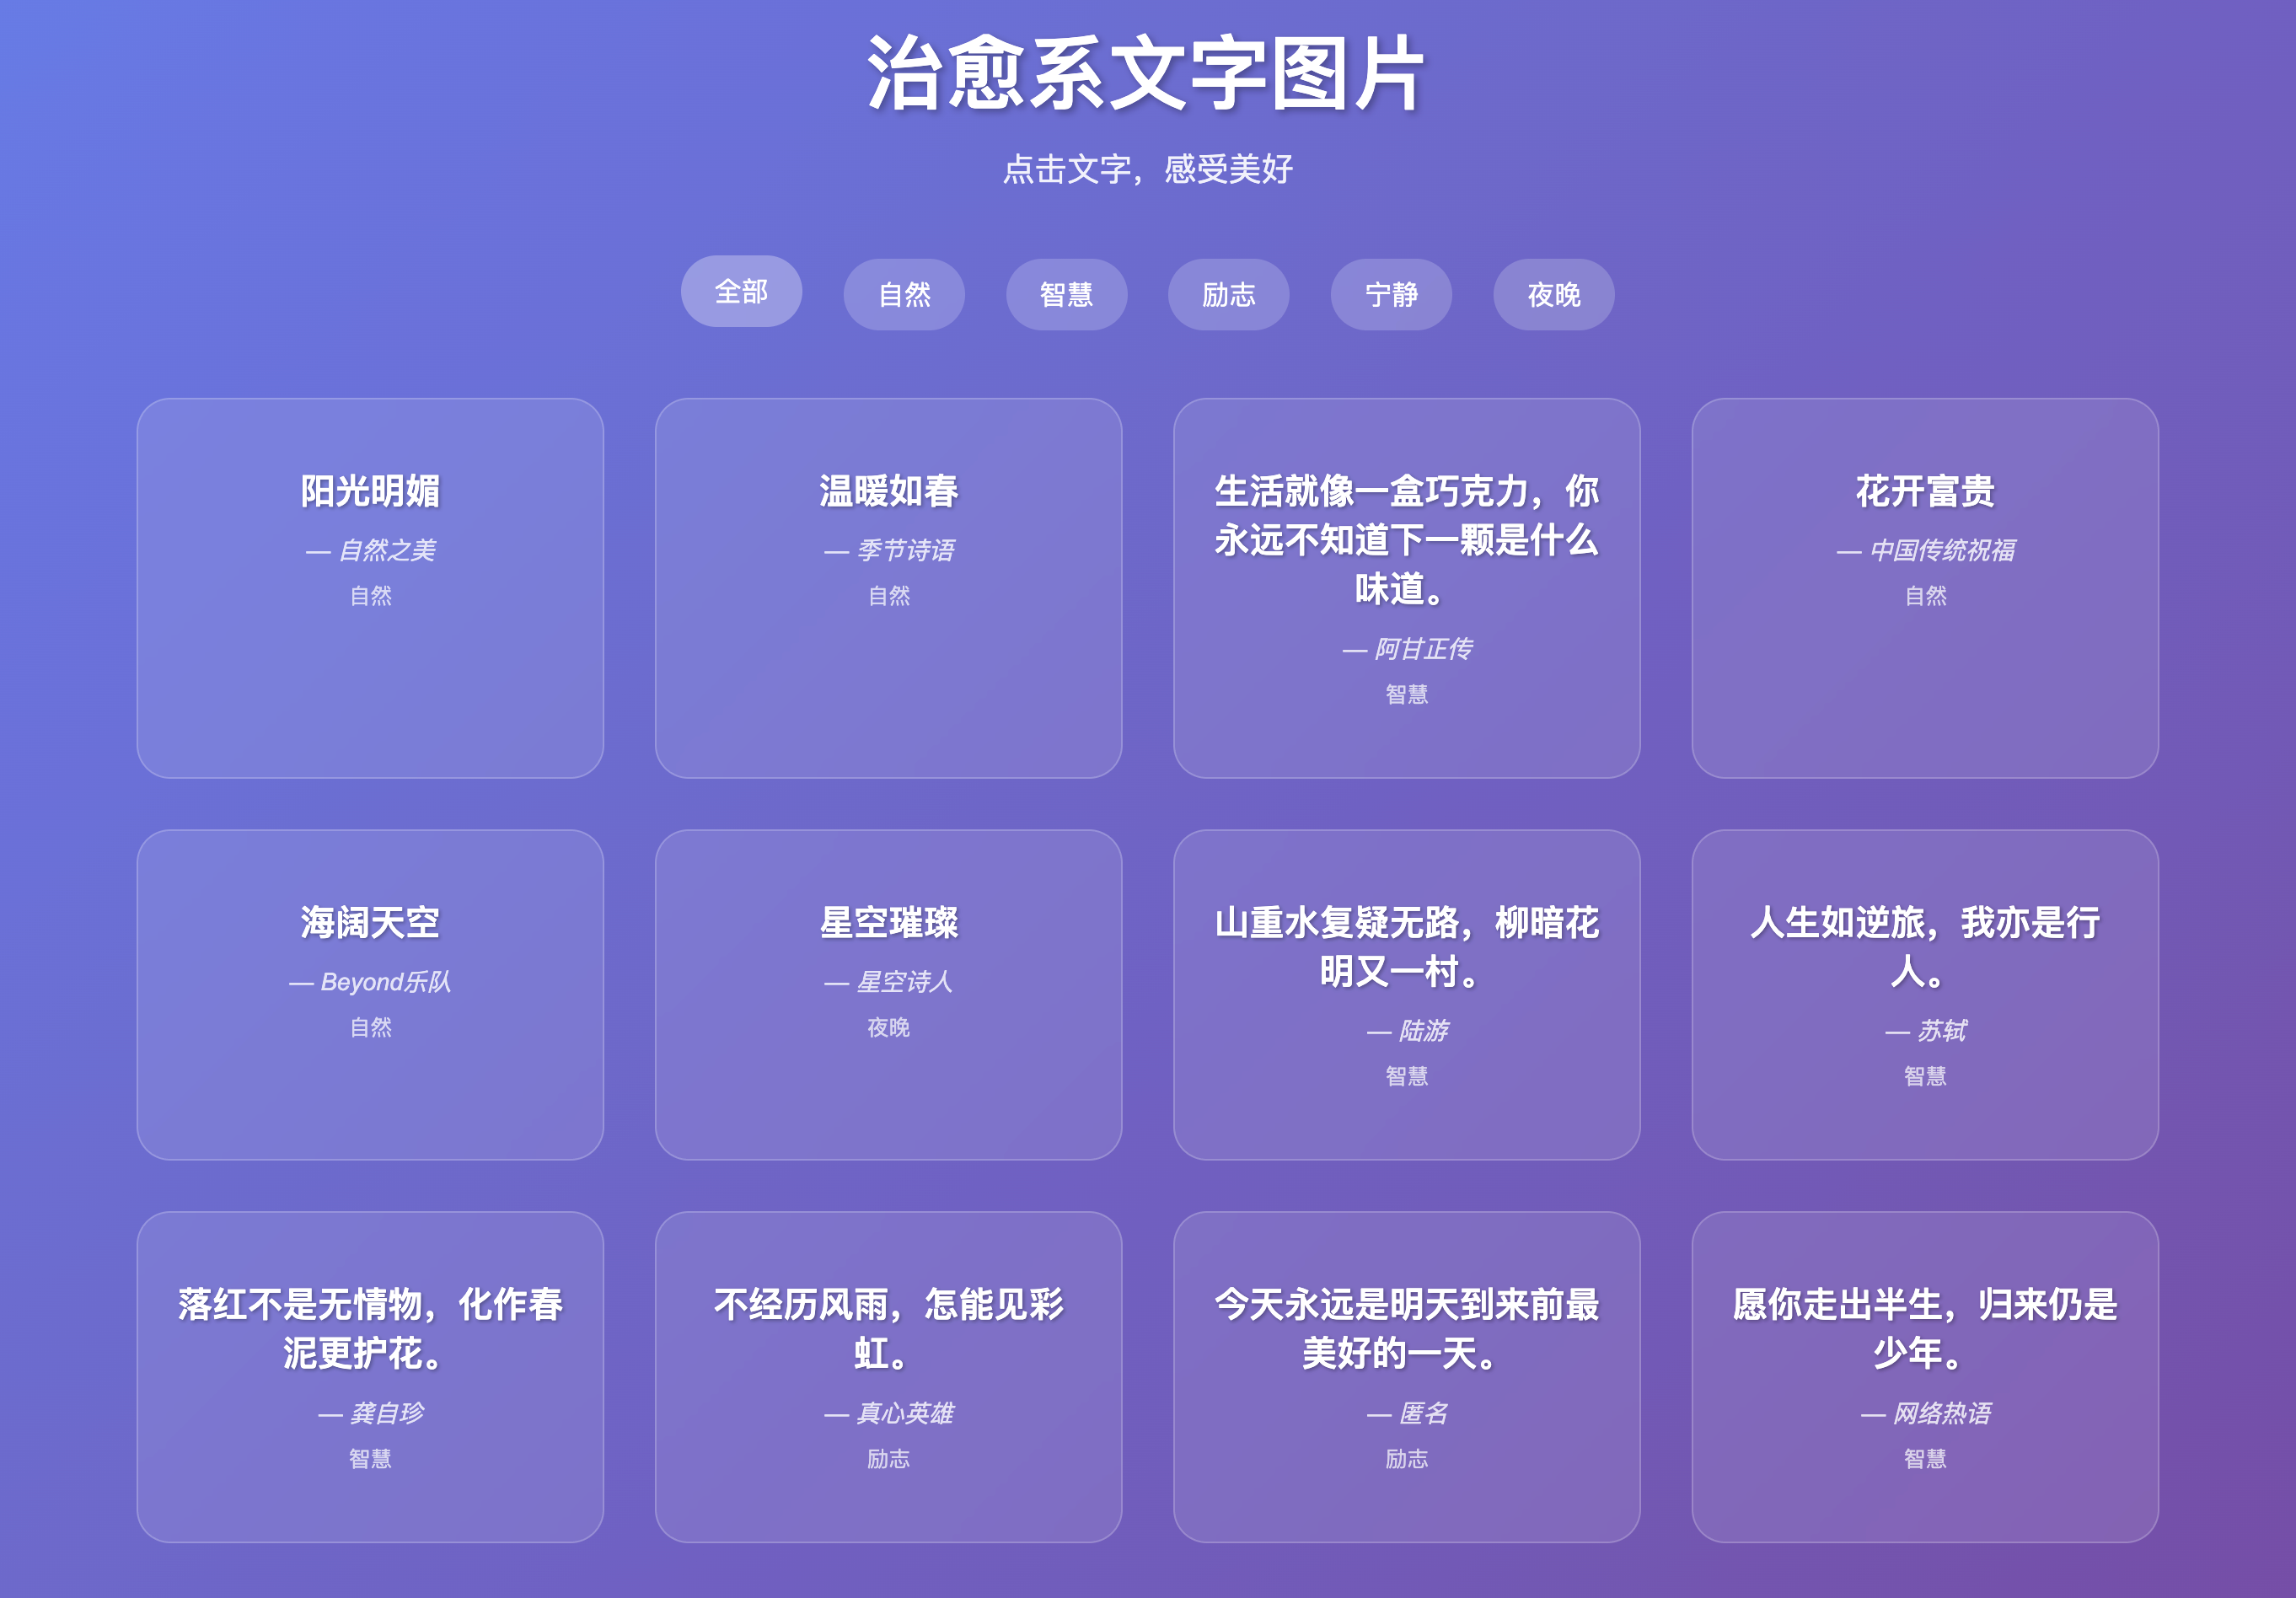 治愈系文字图片
点击文字，感受美好
全部
自然
智慧
励志
宁静
夜晚
阳光明媚
— 自然之美
自然
温暖如春
— 季节诗语
自然
生活就像一盒巧克力，你
永远不知道下一颗是什么
味道。
— 阿甘正传
智慧
花开富贵
— 中国传统祝福
自然
海阔天空
— Beyond乐队
自然
星空璀璨
— 星空诗人
夜晚
山重水复疑无路，柳暗花
明又一村。
— 陆游
智慧
人生如逆旅，我亦是行
人。
— 苏轼
智慧
落红不是无情物，化作春
泥更护花。
— 龚自珍
智慧
不经历风雨，怎能见彩
虹。
— 真心英雄
励志
今天永远是明天到来前最
美好的一天。
— 匿名
励志
愿你走出半生，归来仍是
少年。
— 网络热语
智慧